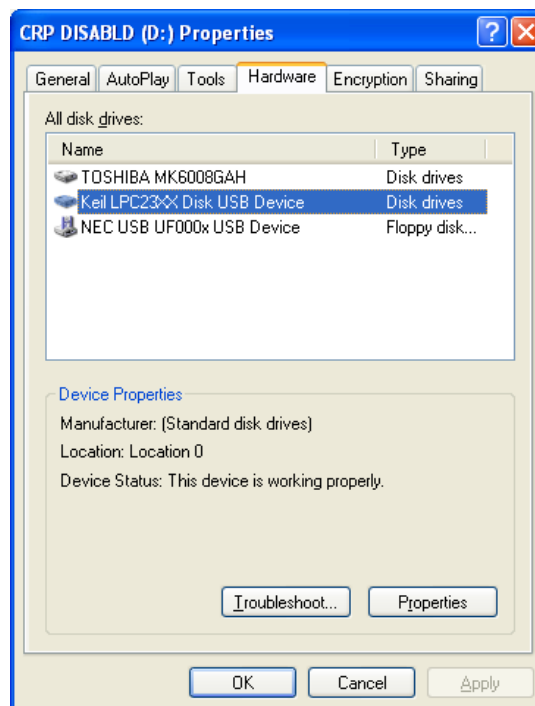 CRP DISABLD (D:) Properties
General AutoPlay Tools Hardware Encryption Sharing
All disk drives:
Name Type
TOSHIBA MK6008GAH Disk drives
Keil LPC23XX Disk USB Device Disk drives
NEC USB UF000x USB Device Floppy disk...
Device Properties
Manufacturer: (Standard disk drives)
Location: Location 0
Device Status: This device is working properly.
Troubleshoot... Properties
OK Cancel Apply